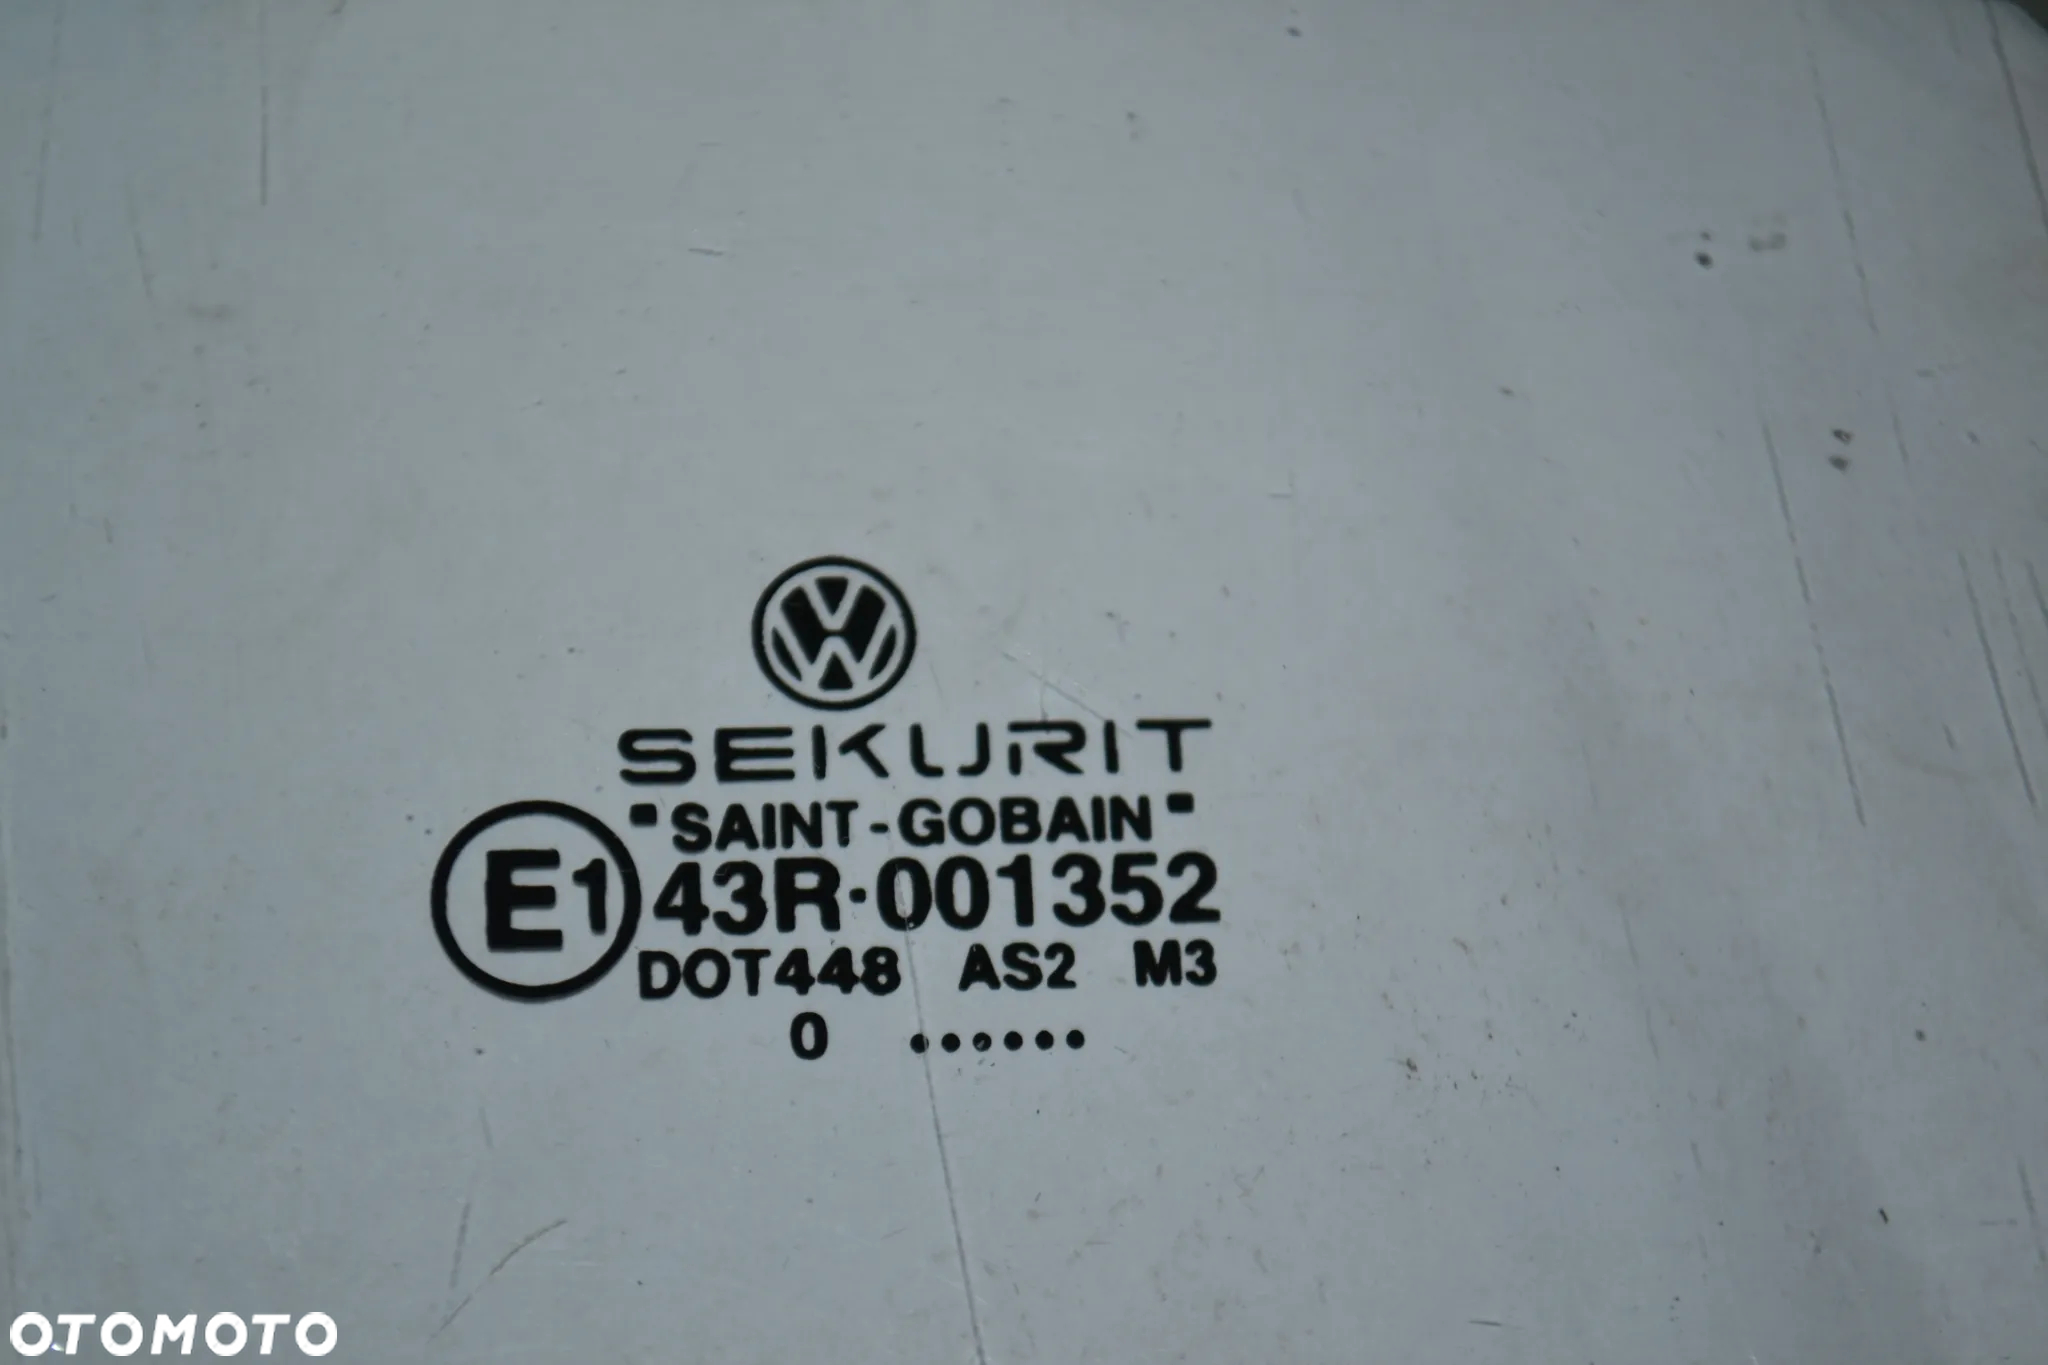 SEKURIT
"SAINT-GOBAIN"
E1 43R·001352
DOT448 AS2 M3
0 ••••••
OTOMOTO